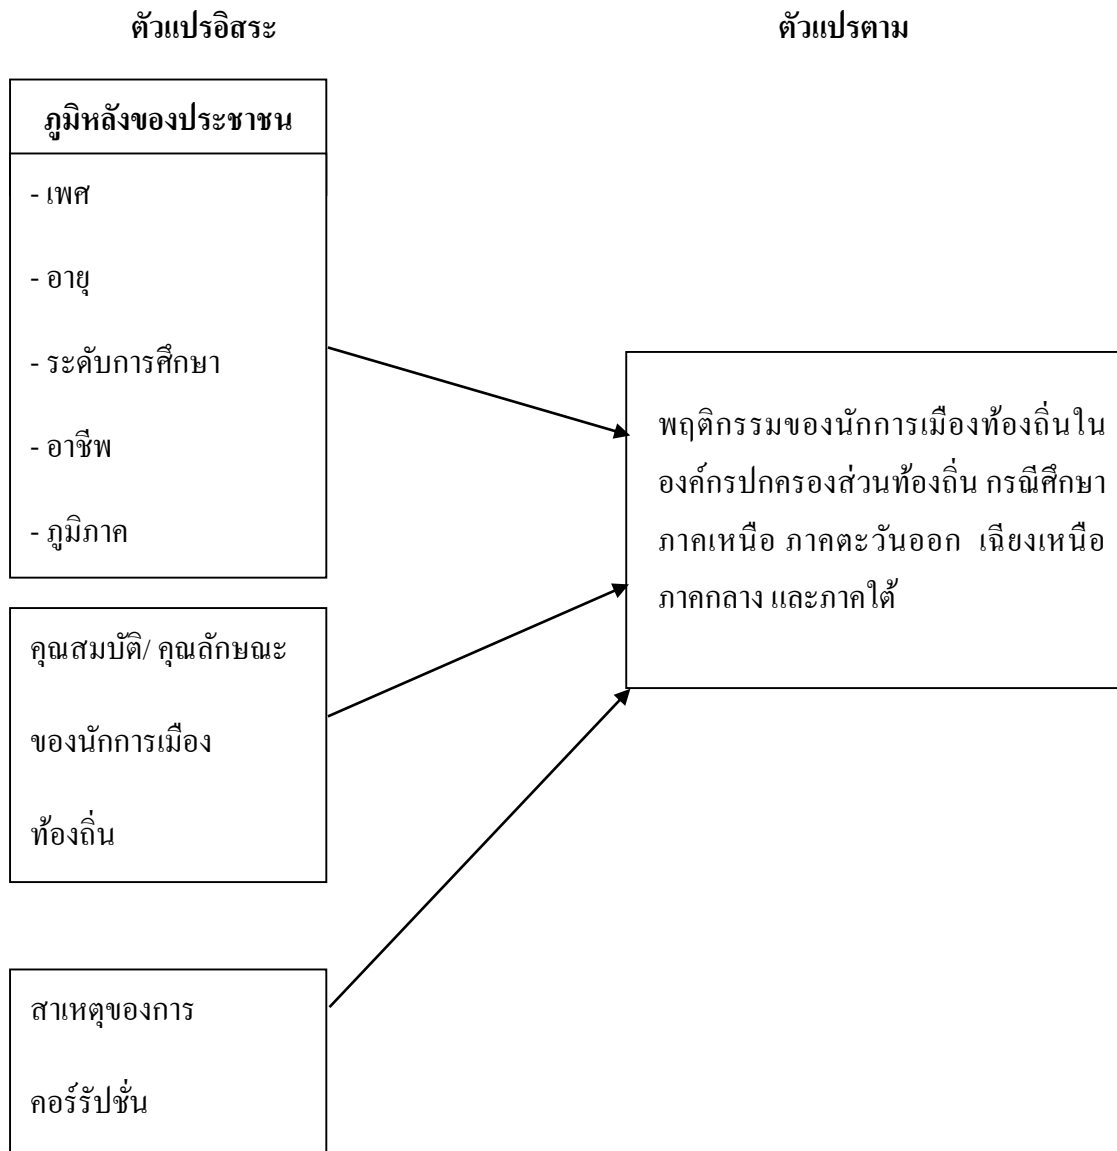 ตัวแปรอิสระ
ตัวแปรตาม
ภูมิหลังของประชาชน
- เพศ
- อายุ
- ระดับการศึกษา
- อาชีพ
- ภูมิภาค
คุณสมบัติ/ คุณลักษณะ
ของนักการเมือง
ท้องถิ่น
สาเหตุของการ
คอร์รัปชั่น
พฤติกรรมของนักการเมืองท้องถิ่นใน
องค์กรปกครองส่วนท้องถิ่น กรณีศึกษา
ภาคเหนือ ภาคตะวันออก เฉียงเหนือ
ภาคกลาง และภาคใต้